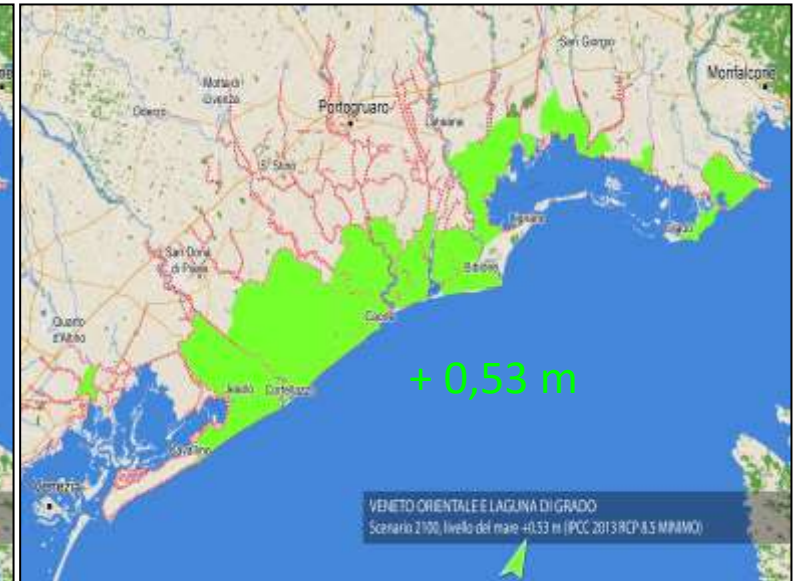 San Giorgio
Monfalcone
Motta di
Livenza
Portogruaro
Oderzo
Latisana
S. Stino
Lignano
Grado
San Donà
di Piave
Bibione
Quarto
d'Altino
Caorle
+ 0,53 m
Jesolo
Cortellazzo
Cavallino
Venezia
VENETO ORIENTALE E LAGUNA DI GRADO
Scenario 2100, livello del mare +0.53 m (IPCC 2013 RCP 8.5 MINIMO)